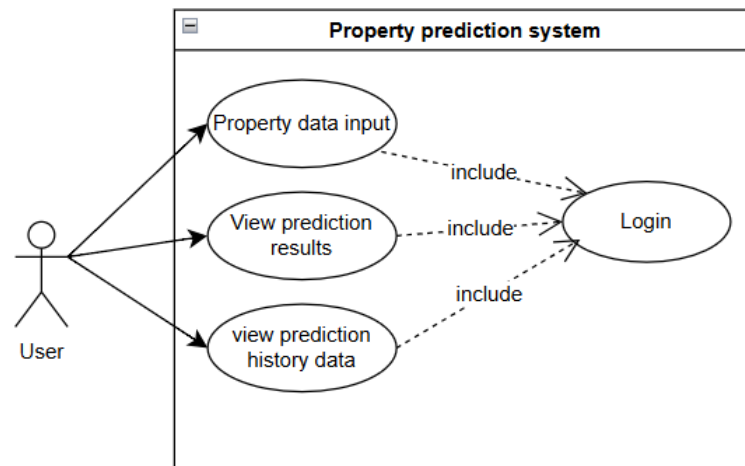 Property prediction system
Property data input
include
View prediction
results
include
Login
include
view prediction
history data
User